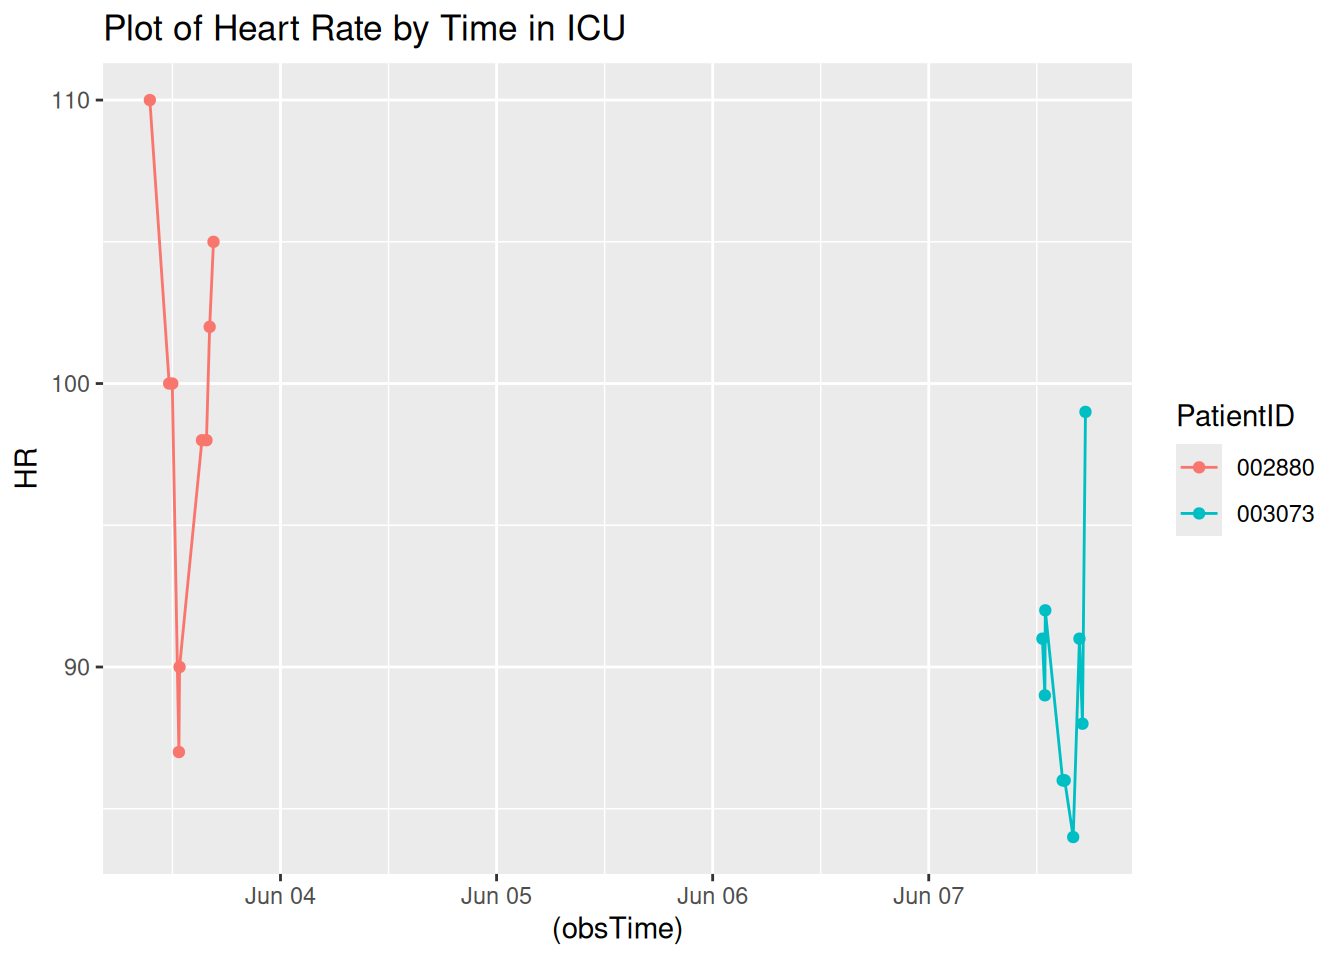 Plot of Heart Rate by Time in ICU
110
100
90
HR
Jun 04
Jun 05
Jun 06
Jun 07
(obsTime)
PatientID
002880
003073